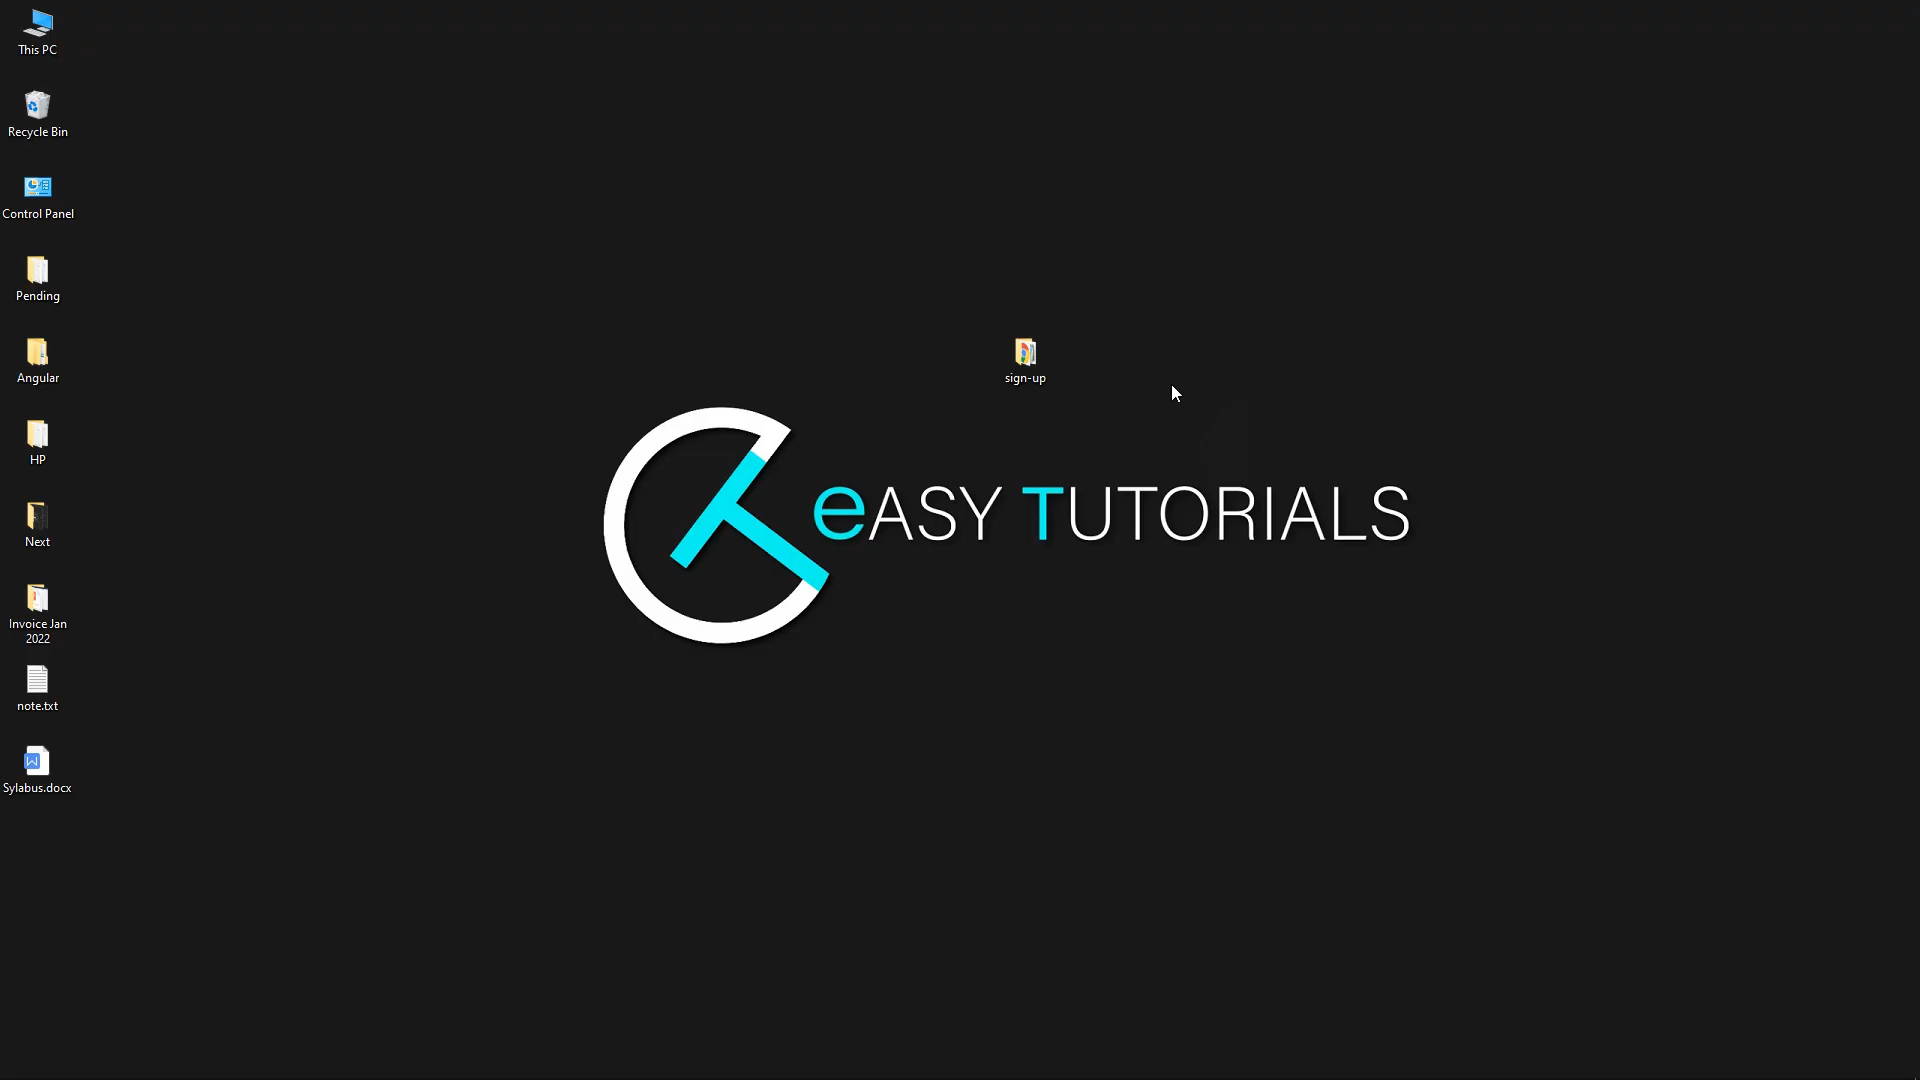 This PC
Recycle Bin
Control Panel
Pending
Angular
HP
Next
Invoice Jan
2022
note.txt
Sylabus.docx
sign-up
eASY TUTORIALS